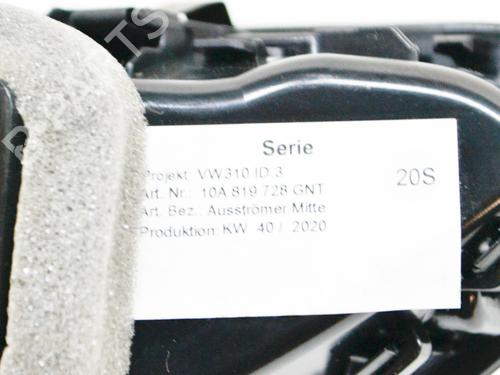 Serie
Projekt: VW310 ID.3
20S
Art. Nr.: 10A 819 728 GNT
Art. Bez.: Ausströmer Mitte
Produktion: KW 40 / 2020